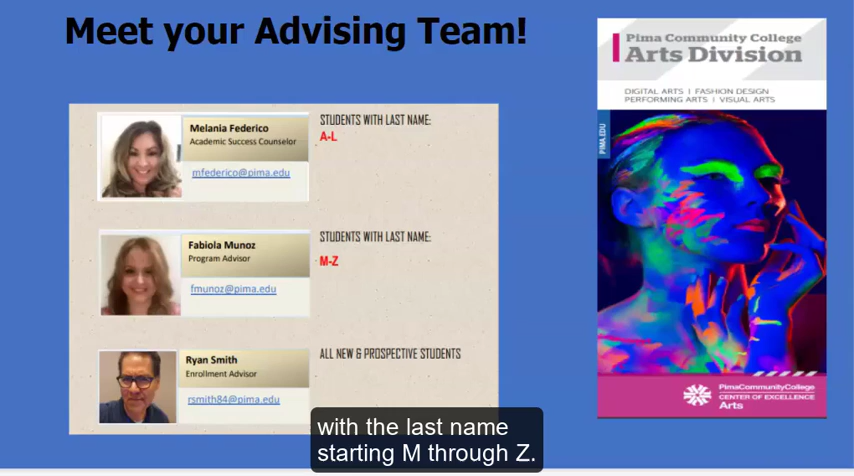 Meet your Advising Team!
Melania Federico
Academic Success Counselor
mfederico@pima.edu
STUDENTS WITH LAST NAME:
A-L
Fabiola Munoz
Program Advisor
fmunoz@pima.edu
STUDENTS WITH LAST NAME:
M-Z
Ryan Smith
Enrollment Advisor
rsmith84@pima.edu
ALL NEW & PROSPECTIVE STUDENTS
Pima Community College
Arts Division
DIGITAL ARTS | FASHION DESIGN
PERFORMING ARTS | VISUAL ARTS
PIMA.EDU
PimaCommunityCollege
CENTER OF EXCELLENCE
Arts
with the last name
starting M through Z.